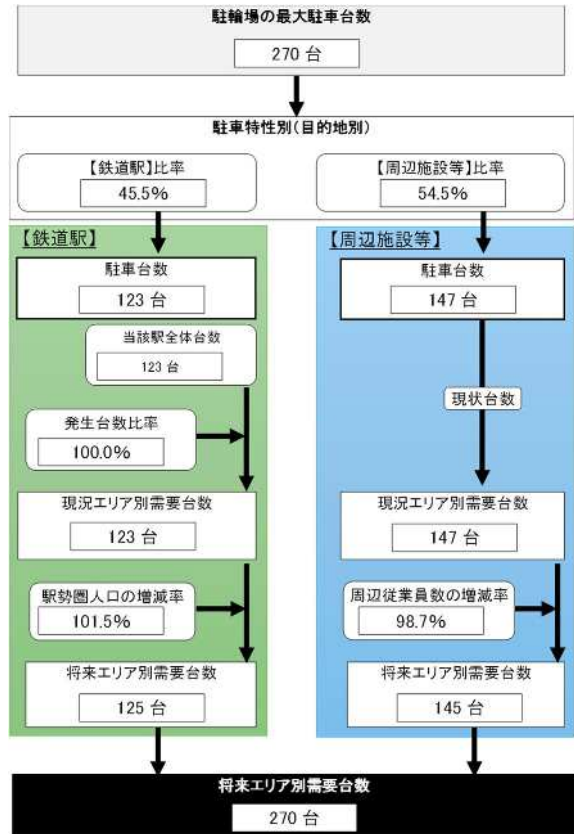 駐輪場の最大駐車台数
270 台
駐車特性別(目的地別)
【鉄道駅】比率
45.5%
【周辺施設等】比率
54.5%
【鉄道駅】
駐車台数
123 台
当該駅全体台数
123 台
発生台数比率
100.0%
現況エリア別需要台数
123 台
駅勢圏人口の増減率
101.5%
将来エリア別需要台数
125 台
【周辺施設等】
駐車台数
147 台
現状台数
現況エリア別需要台数
147 台
周辺従業員数の増減率
98.7%
将来エリア別需要台数
145 台
将来エリア別需要台数
270 台